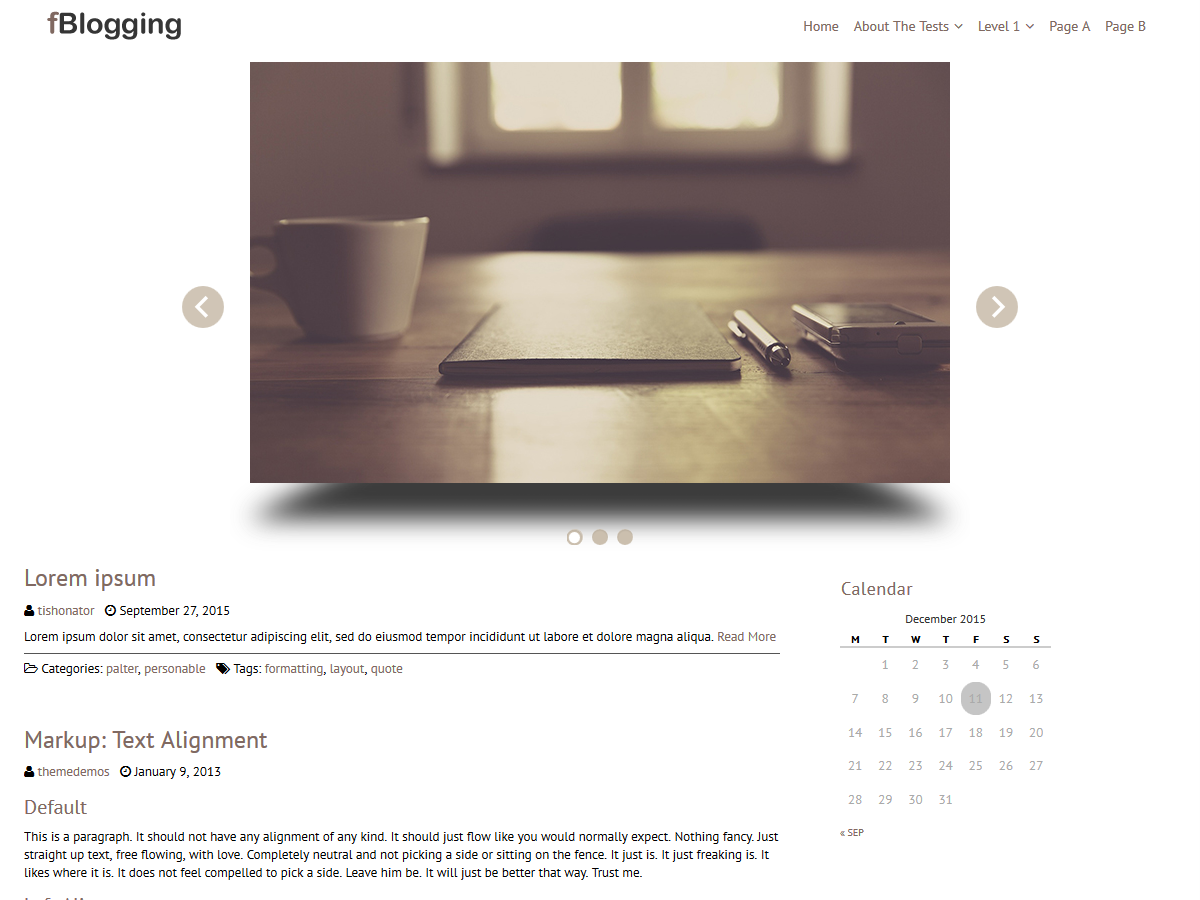 fBlogging
Home About The Tests Level 1 Page A Page B
Lorem ipsum
tishonator September 27, 2015
Lorem ipsum dolor sit amet, consectetur adipiscing elit, sed do eiusmod tempor incididunt ut labore et dolore magna aliqua. Read More
Categories: palter, personable Tags: formatting, layout, quote
Markup: Text Alignment
themedemos January 9, 2013
Default
This is a paragraph. It should not have any alignment of any kind. It should just flow like you would normally expect. Nothing fancy. Just
straight up text, free flowing, with love. Completely neutral and not picking a side or sitting on the fence. It just is. It just freaking is. It
likes where it is. It does not feel compelled to pick a side. Leave him be. It will just be better that way. Trust me.
Calendar
December 2015
M T W T F S S
1 2 3 4 5 6
7 8 9 10 11 12 13
14 15 16 17 18 19 20
21 22 23 24 25 26 27
28 29 30 31
« SEP